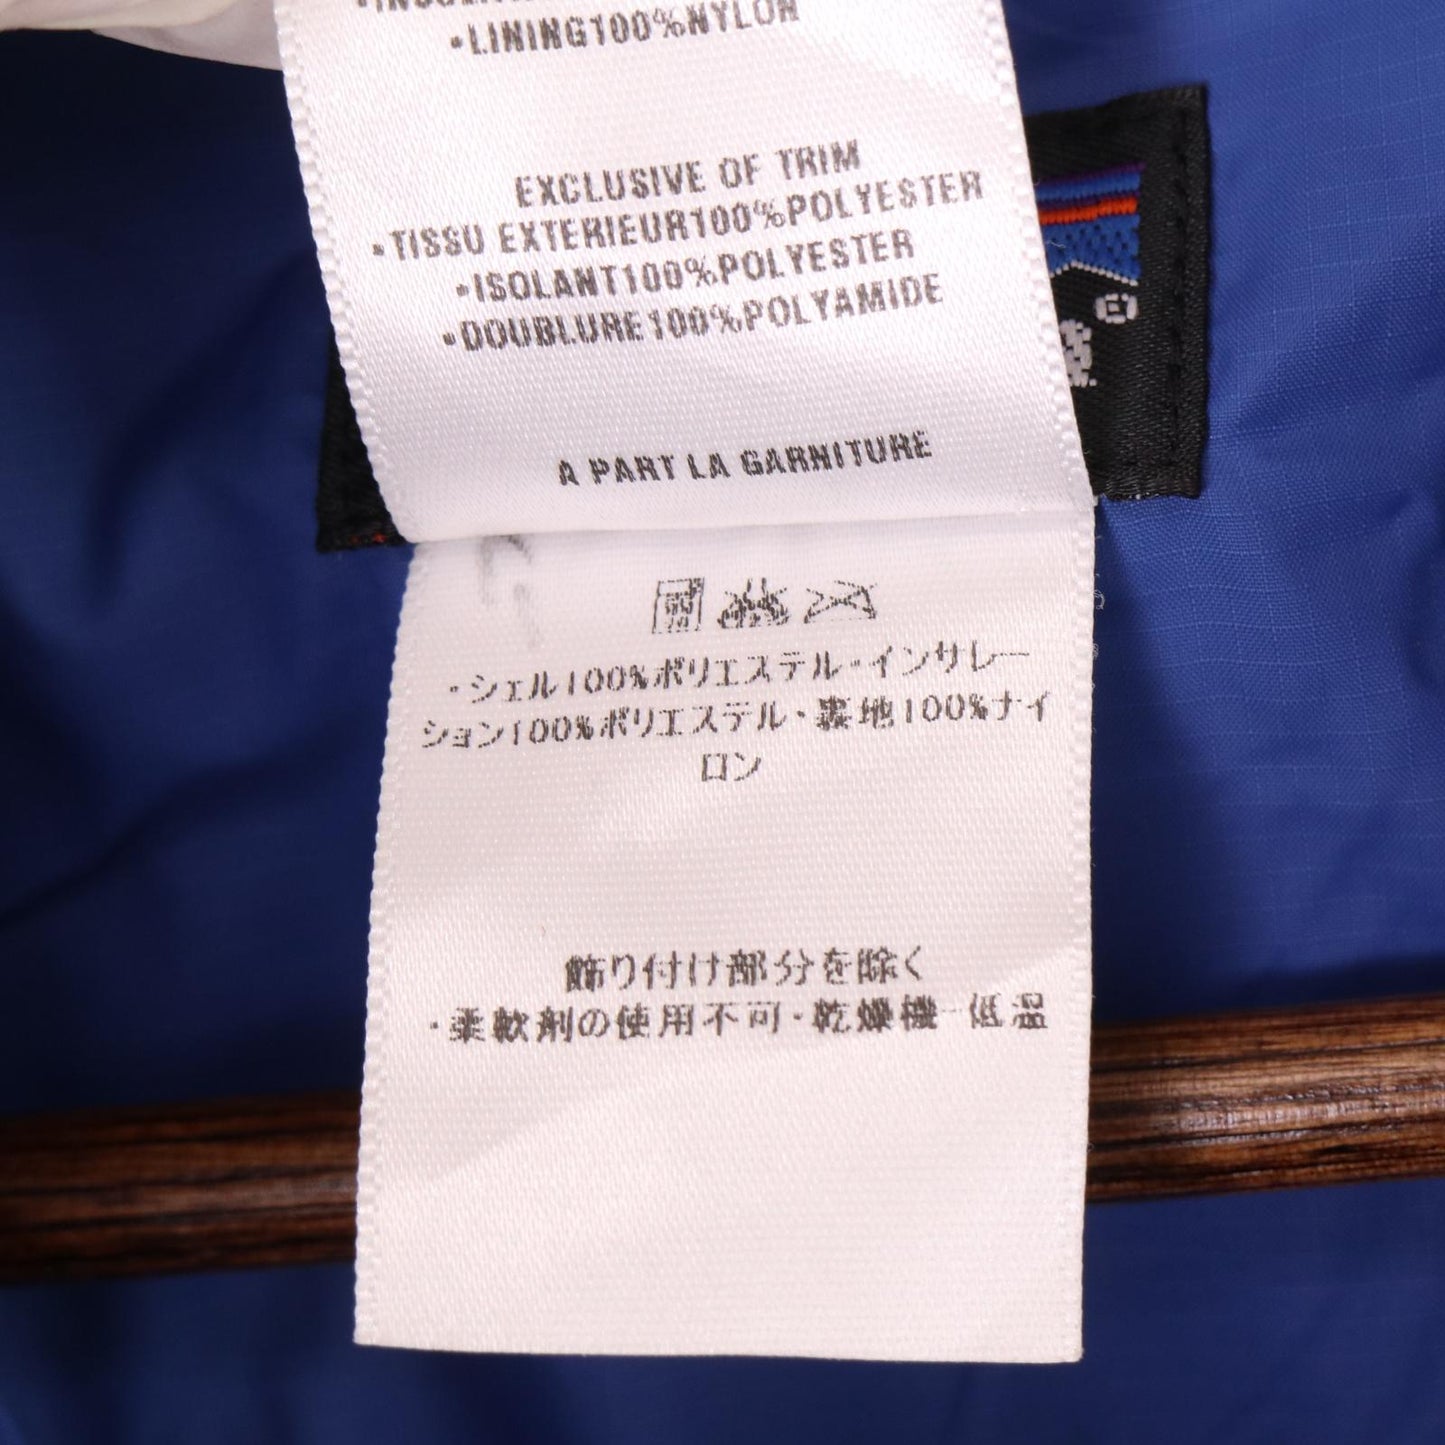 •LINING100%NYLON
EXCLUSIVE OF TRIM
•TISSU EXTERIEUR100%POLYESTER
•ISOLANT100%POLYESTER
•DOUBLURE100%POLYAMIDE
A PART LA GARNITURE
・シェル100%ポリエステル・インサレー
ション100%ポリエステル・裏地100%ナイ
ロン
飾り付け部分を除く
・柔軟剤の使用不可・乾燥機-低温